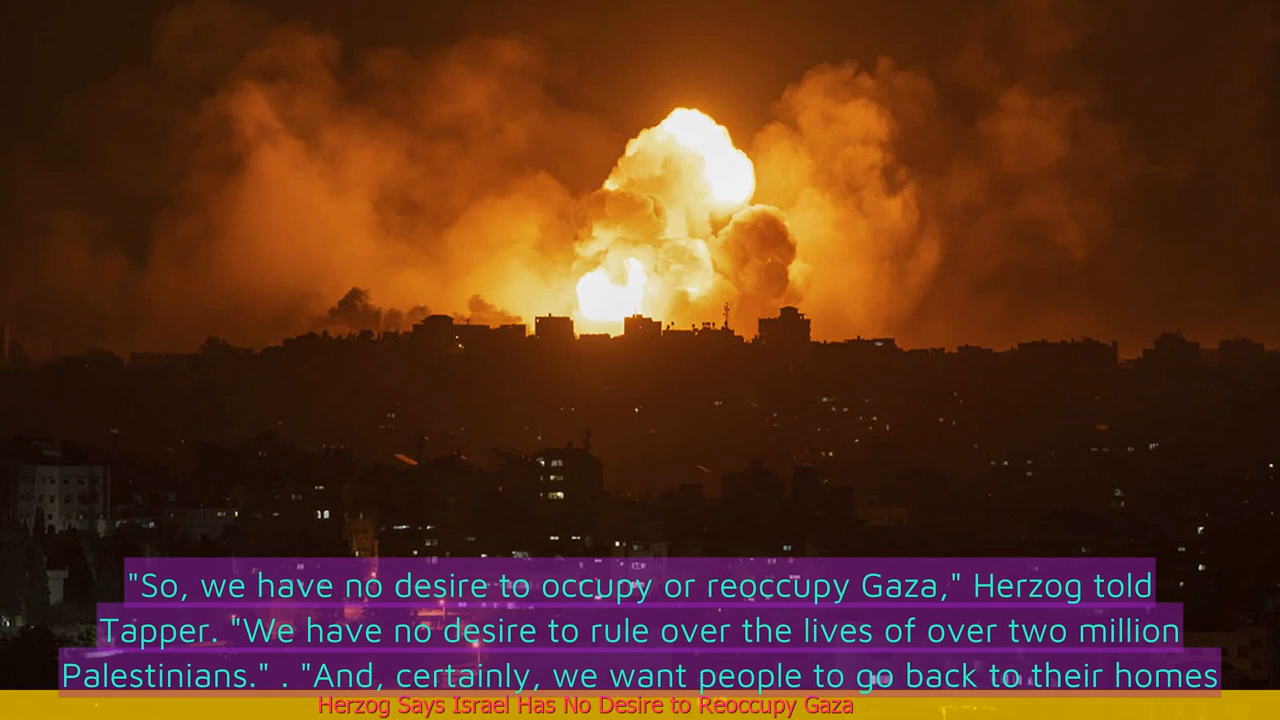 "So, we have no desire to occupy or reoccupy Gaza," Herzog told
Tapper. "We have no desire to rule over the lives of over two million
Palestinians." . "And, certainly, we want people to go back to their homes
Herzog Says Israel Has No Desire to Reoccupy Gaza